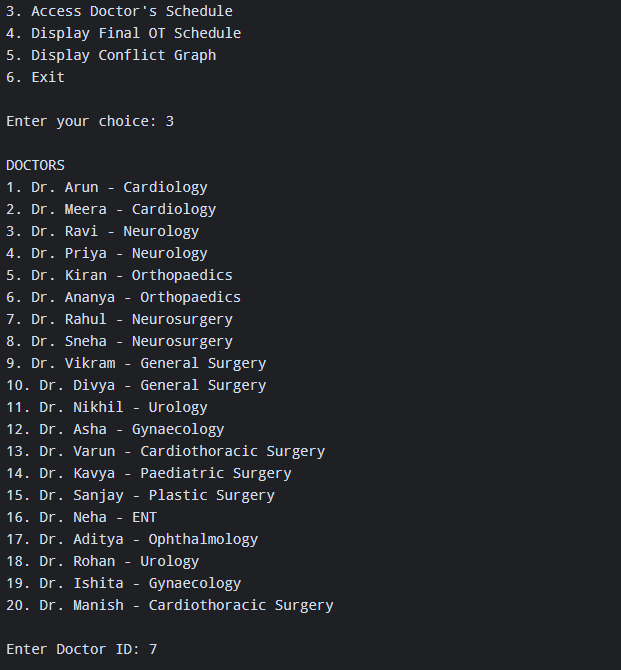 3. Access Doctor's Schedule
4. Display Final OT Schedule
5. Display Conflict Graph
6. Exit
Enter your choice: 3
DOCTORS
1. Dr. Arun - Cardiology
2. Dr. Meera - Cardiology
3. Dr. Ravi - Neurology
4. Dr. Priya - Neurology
5. Dr. Kiran - Orthopaedics
6. Dr. Ananya - Orthopaedics
7. Dr. Rahul - Neurosurgery
8. Dr. Sneha - Neurosurgery
9. Dr. Vikram - General Surgery
10. Dr. Divya - General Surgery
11. Dr. Nikhil - Urology
12. Dr. Asha - Gynaecology
13. Dr. Varun - Cardiothoracic Surgery
14. Dr. Kavya - Paediatric Surgery
15. Dr. Sanjay - Plastic Surgery
16. Dr. Neha - ENT
17. Dr. Aditya - Ophthalmology
18. Dr. Rohan - Urology
19. Dr. Ishita - Gynaecology
20. Dr. Manish - Cardiothoracic Surgery
Enter Doctor ID: 7